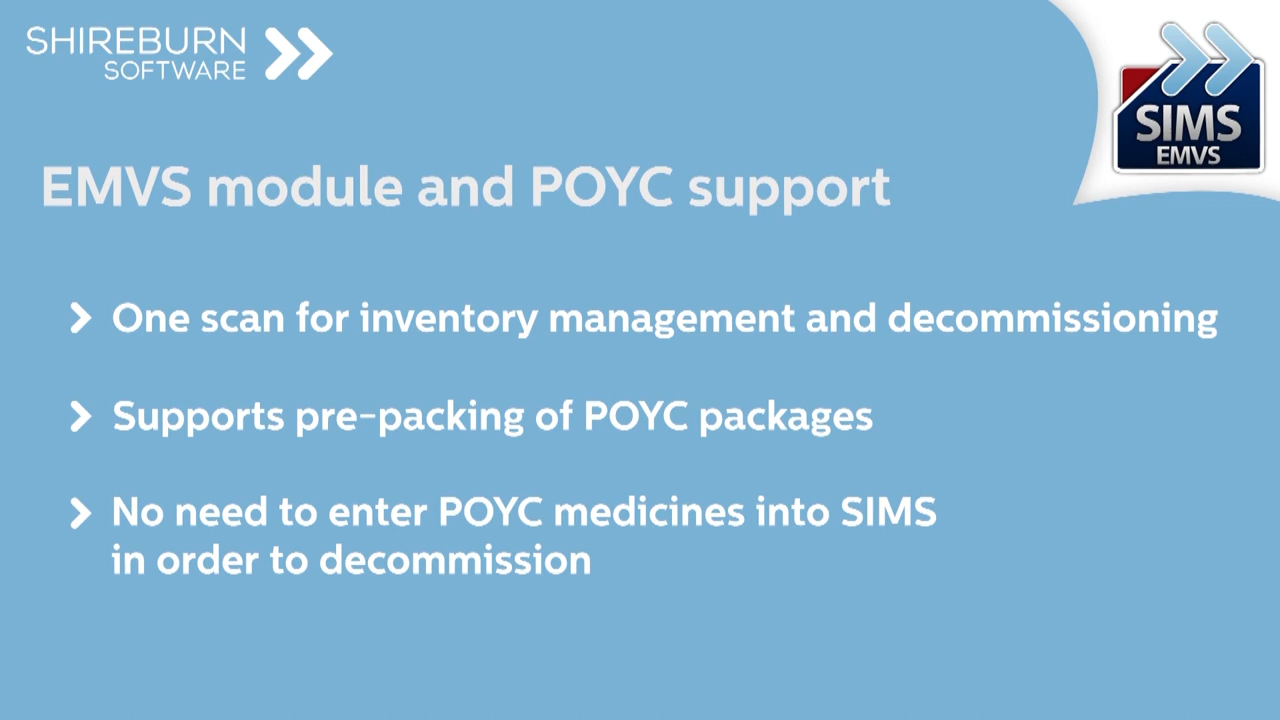 SHIREBURN
SOFTWARE
SIMS
EMVS
EMVS module and POYC support
One scan for inventory management and decommissioning
Supports pre-packing of POYC packages
No need to enter POYC medicines into SIMS
in order to decommission